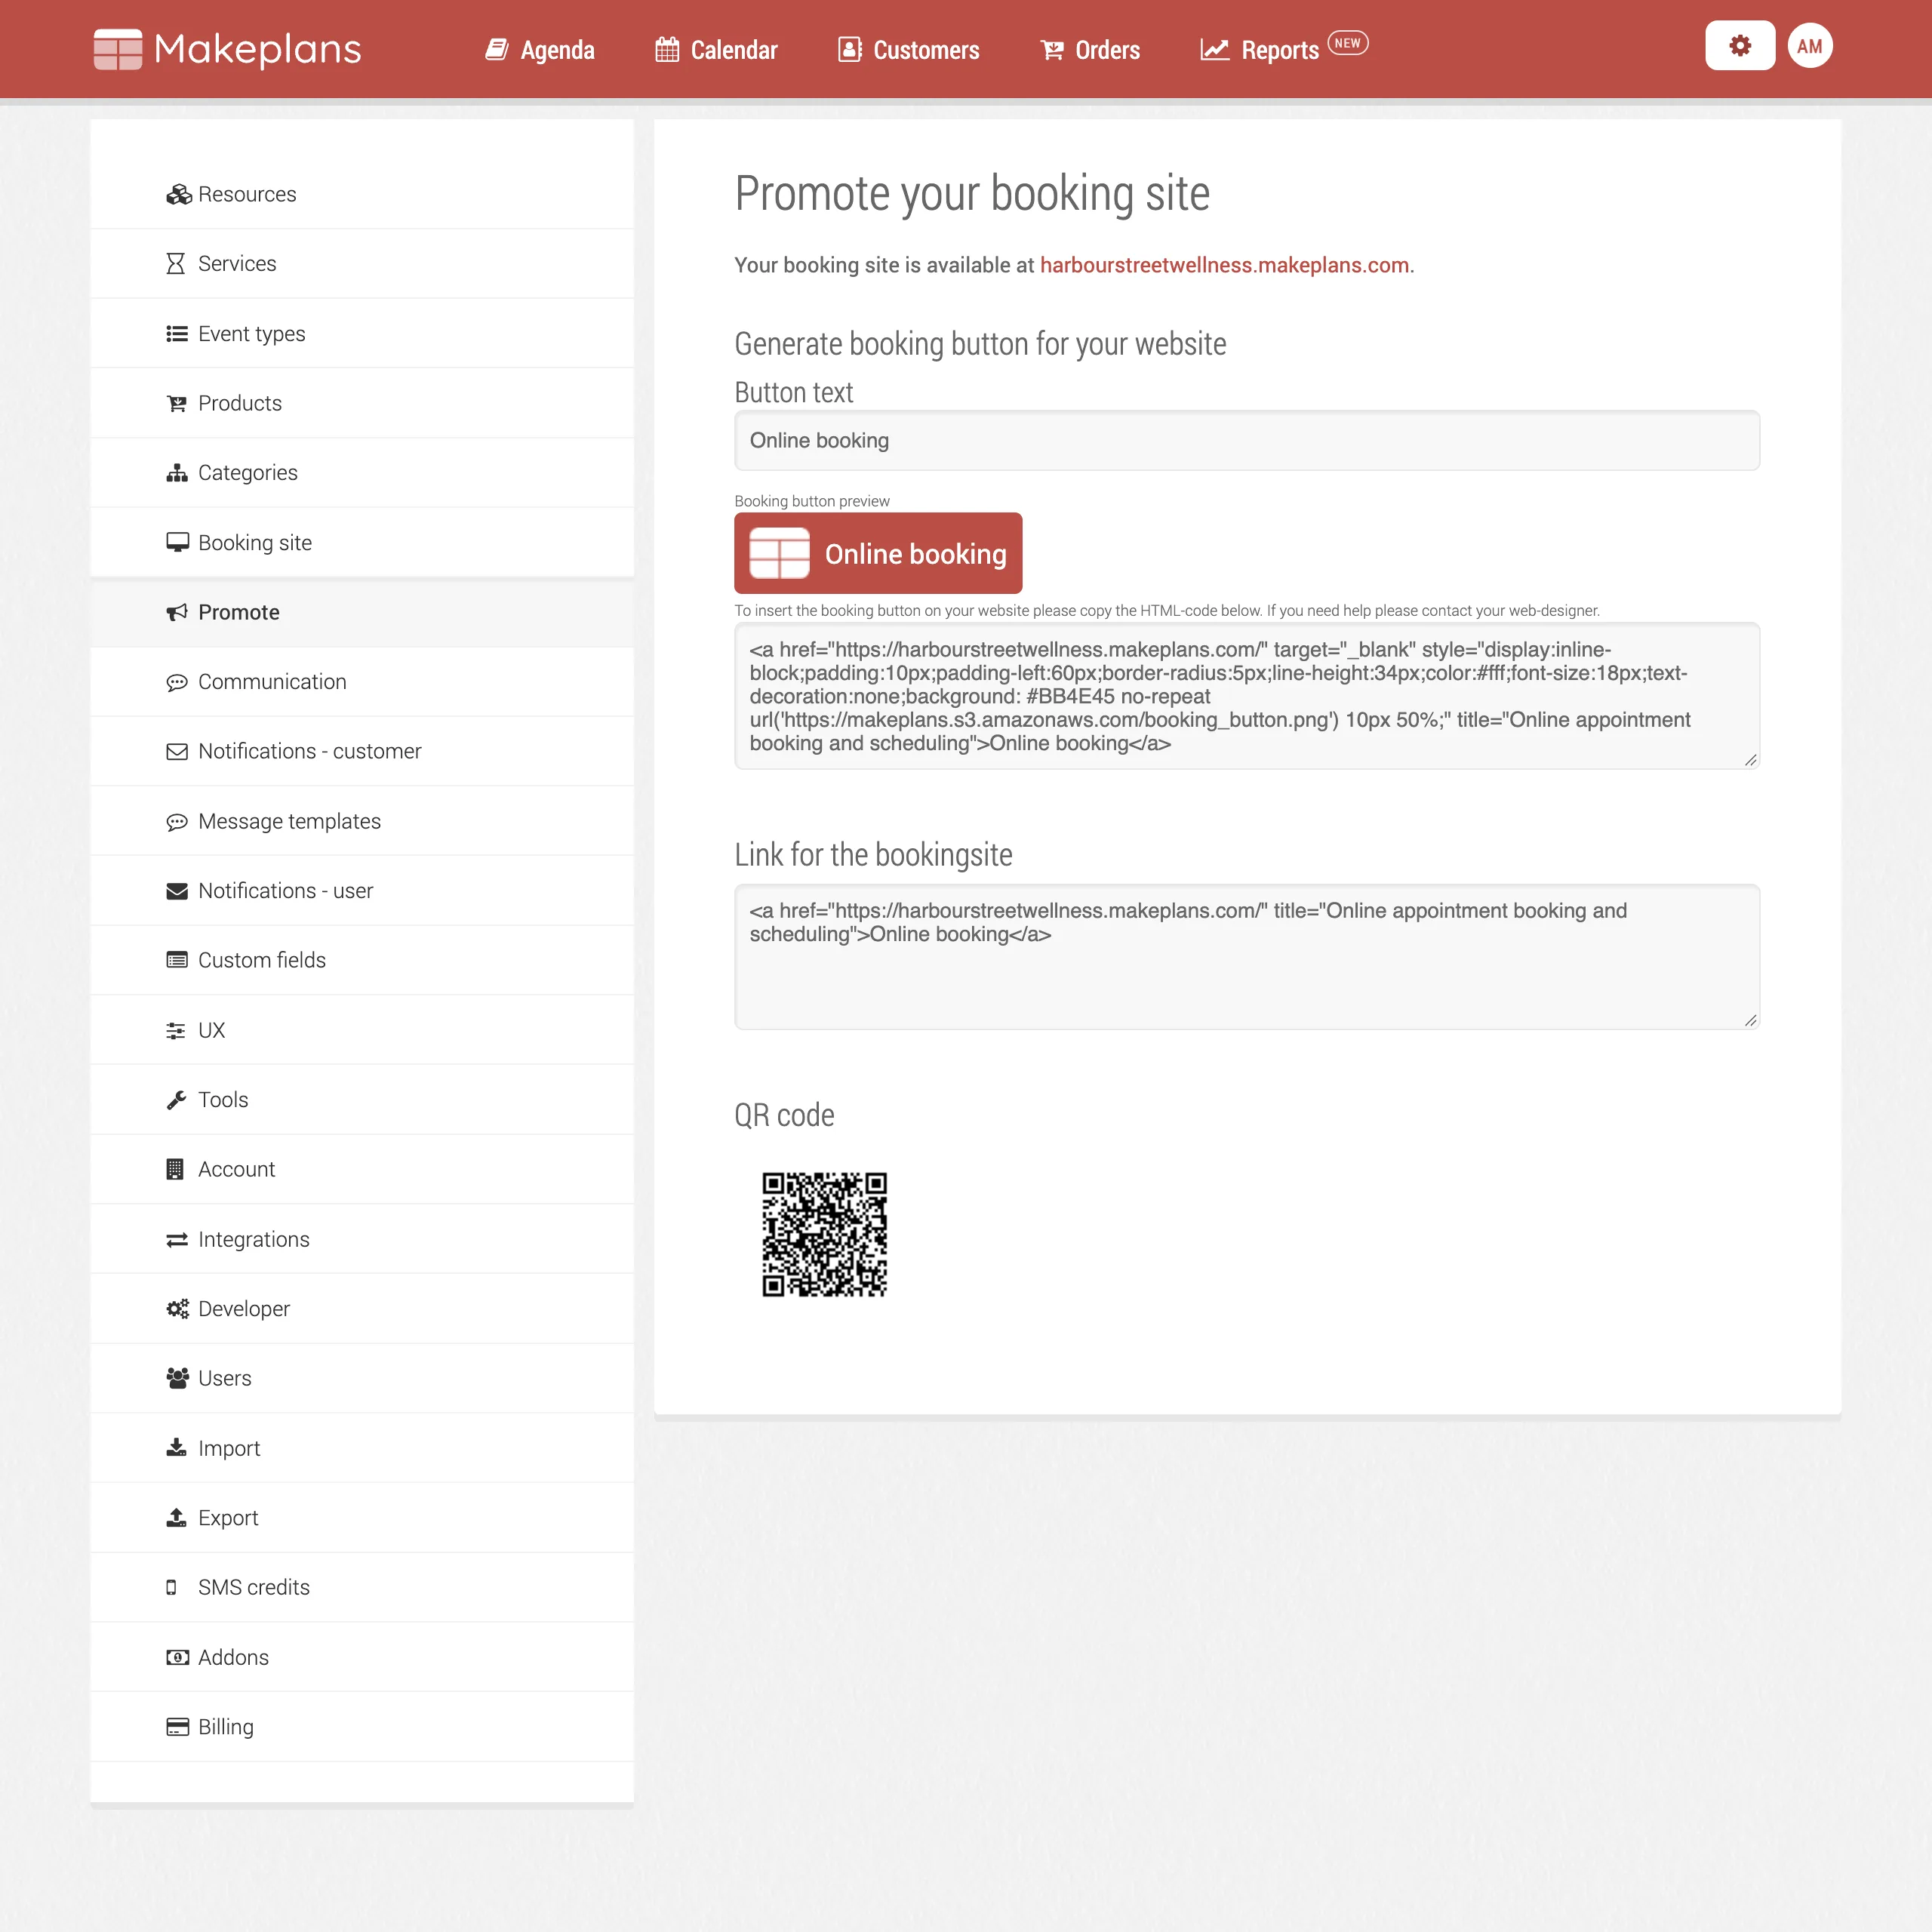 Makeplans
Agenda
Calendar
Customers
Orders
Reports
NEW
AM
Resources
Services
Event types
Products
Categories
Booking site
Promote
Communication
Notifications - customer
Message templates
Notifications - user
Custom fields
UX
Tools
Account
Integrations
Developer
Users
Import
Export
SMS credits
Addons
Billing
Promote your booking site
Your booking site is available at harbourstreetwellness.makeplans.com.
Generate booking button for your website
Button text
Online booking
Booking button preview
Online booking
To insert the booking button on your website please copy the HTML-code below. If you need help please contact your web-designer.
<a href="https://harbourstreetwellness.makeplans.com/" target="_blank" style="display:inline-
block;padding:10px;padding-left:60px;border-radius:5px;line-height:34px;color:#fff;font-size:18px;text-
decoration:none;background: #BB4E45 no-repeat
url('https://makeplans.s3.amazonaws.com/booking_button.png') 10px 50%;" title="Online appointment
booking and scheduling">Online booking</a>
Link for the bookingsite
<a href="https://harbourstreetwellness.makeplans.com/" title="Online appointment booking and
scheduling">Online booking</a>
QR code